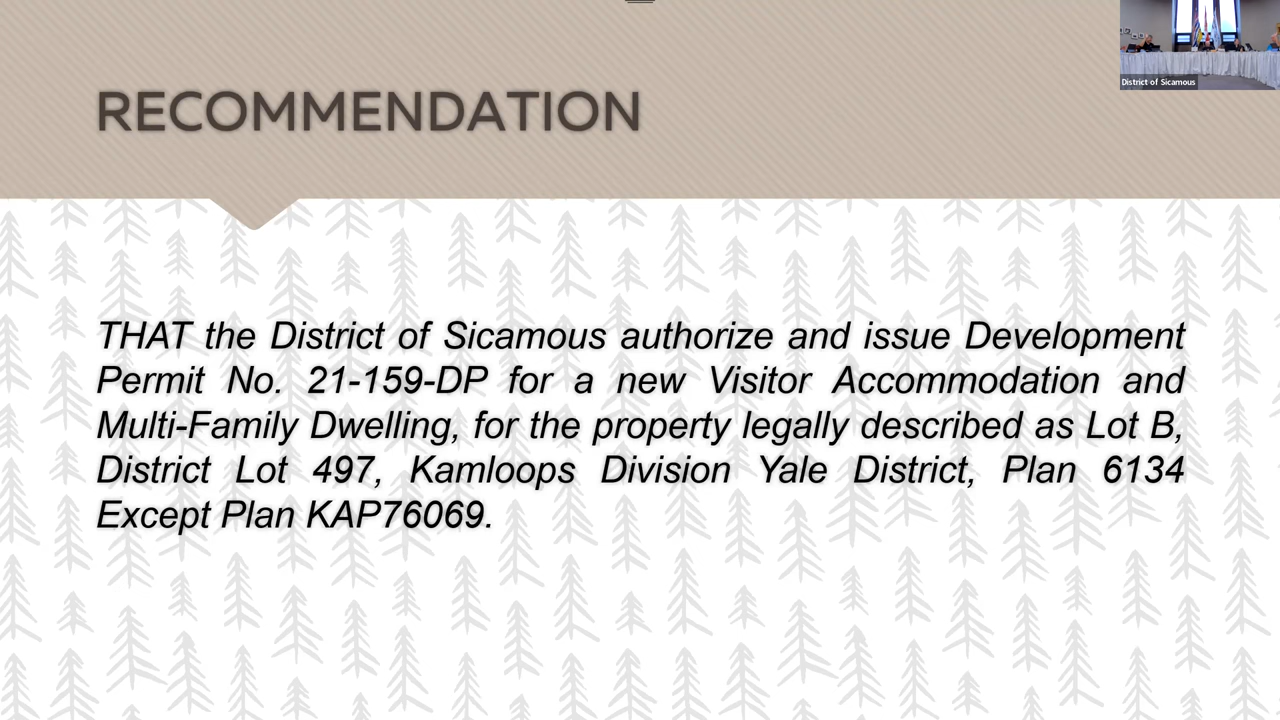 District of Sicamous
RECOMMENDATION
THAT the District of Sicamous authorize and issue Development
Permit No. 21-159-DP for a new Visitor Accommodation and
Multi-Family Dwelling, for the property legally described as Lot B,
District Lot 497, Kamloops Division Yale District, Plan 6134
Except Plan KAP76069.